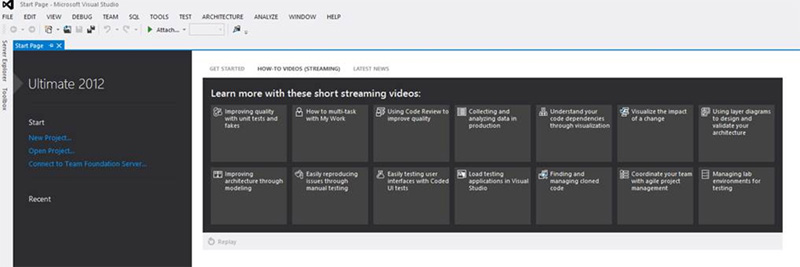 Start Page - Microsoft Visual Studio
FILE EDIT VIEW DEBUG TEAM SQL TOOLS TEST ARCHITECTURE ANALYZE WINDOW HELP
Attach...
Start Page
Server Explorer
Toolbox
Ultimate 2012
Start
New Project...
Open Project...
Connect to Team Foundation Server...
Recent
GET STARTED HOW-TO VIDEOS (STREAMING) LATEST NEWS
Learn more with these short streaming videos:
Improving quality
with unit tests and
fakes
How to multi-task
with My Work
Using Code Review to
improve quality
Collecting and
analyzing data in
production
Understand your
code dependencies
through visualization
Visualize the impact
of a change
Using layer diagrams
to design and
validate your
architecture
Improving
architecture through
modeling
Easily reproducing
issues through
manual testing
Easily testing user
interfaces with Coded
UI tests
Load testing
applications in Visual
Studio
Finding and
managing cloned
code
Coordinate your team
with agile project
management
Managing lab
environments for
testing
Replay